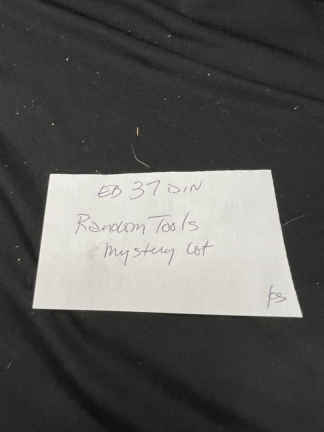 EB 37 DIN
Random Tools
Mystery Lot